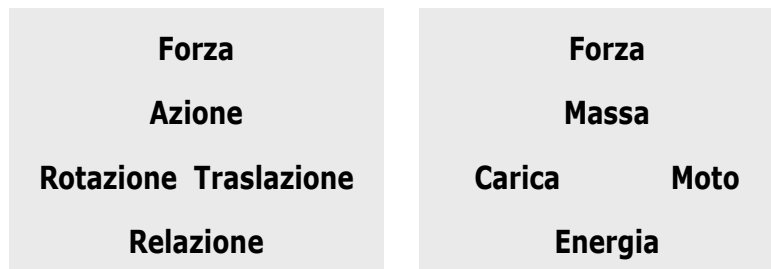 Forza
Azione
Rotazione Traslazione
Relazione
Forza
Massa
Carica Moto
Energia